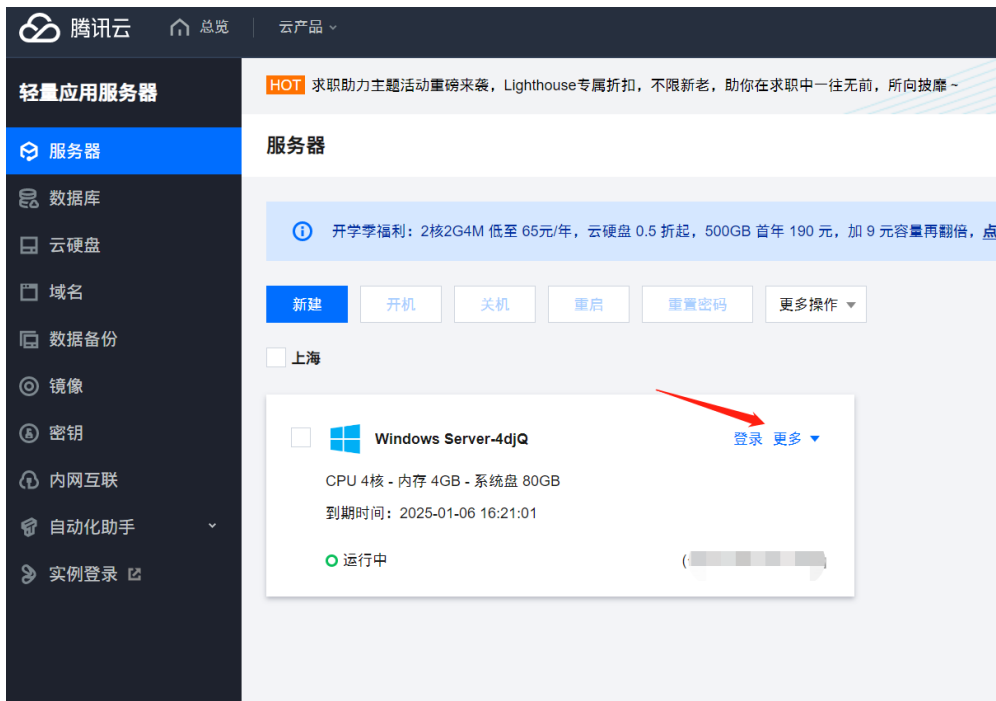 腾讯云 总览 云产品
轻量应用服务器
服务器
数据库
云硬盘
域名
数据备份
镜像
密钥
内网互联
自动化助手
实例登录
HOT 求职助力主题活动重磅来袭，Lighthouse专属折扣，不限新老，助你在求职中一往无前，所向披靡 ~
服务器
开学季福利：2核2G4M 低至 65元/年，云硬盘 0.5 折起，500GB 首年 190 元，加 9 元容量再翻倍，点
新建 开机 关机 重启 重置密码 更多操作
上海
Windows Server-4djQ 登录 更多
CPU 4核 - 内存 4GB - 系统盘 80GB
到期时间：2025-01-06 16:21:01
运行中